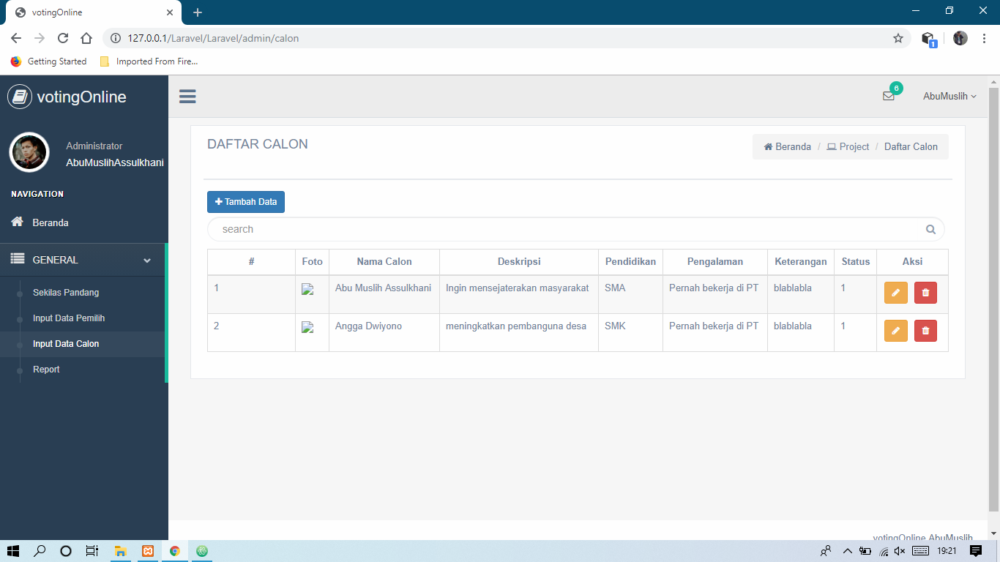 votingOnline
127.0.0.1/Laravel/Laravel/admin/calon
Getting Started Imported From Fire...
1
votingOnline
6
AbuMuslih
Administrator
AbuMuslihAssulkhani
NAVIGATION
Beranda
GENERAL
Sekilas Pandang
Input Data Pemilih
Input Data Calon
Report
DAFTAR CALON
Beranda / Project / Daftar Calon
Tambah Data
search
# Foto Nama Calon Deskripsi Pendidikan Pengalaman Keterangan Status Aksi
1 Abu Muslih Assulkhani Ingin mensejaterakan masyarakat SMA Pernah bekerja di PT blablabla 1
2 Angga Dwiyono meningkatkan pembanguna desa SMK Pernah bekerja di PT blablabla 1
votingOnline AbuMuslih
19:21